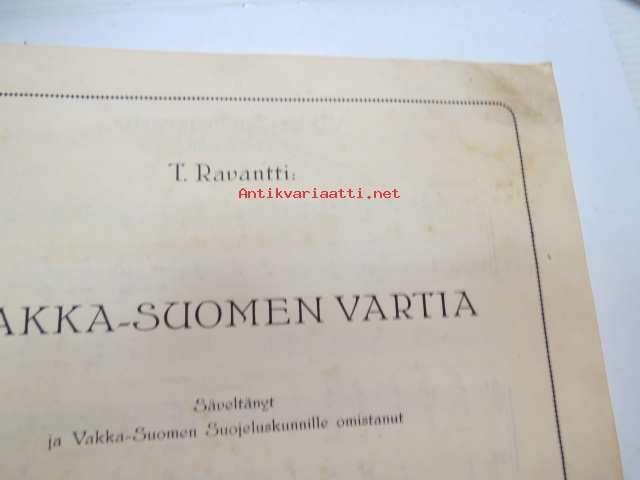 T. Ravantti:
Antikvariaatti.net
AKKA-SUOMEN VARTIA
Säveltänyt
ja Vakka-Suomen Suojeluskunnille omistanut